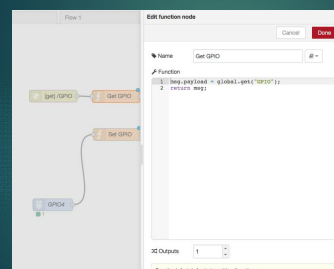 Flow 1
Edit function node
Cancel
Done
Name
Get GPIO
Function
1 msg.payload = global.get("GPIO");
2 return msg;
[get] /GPIO
Get GPIO
Set GPIO
GPIO4
1
Outputs
1